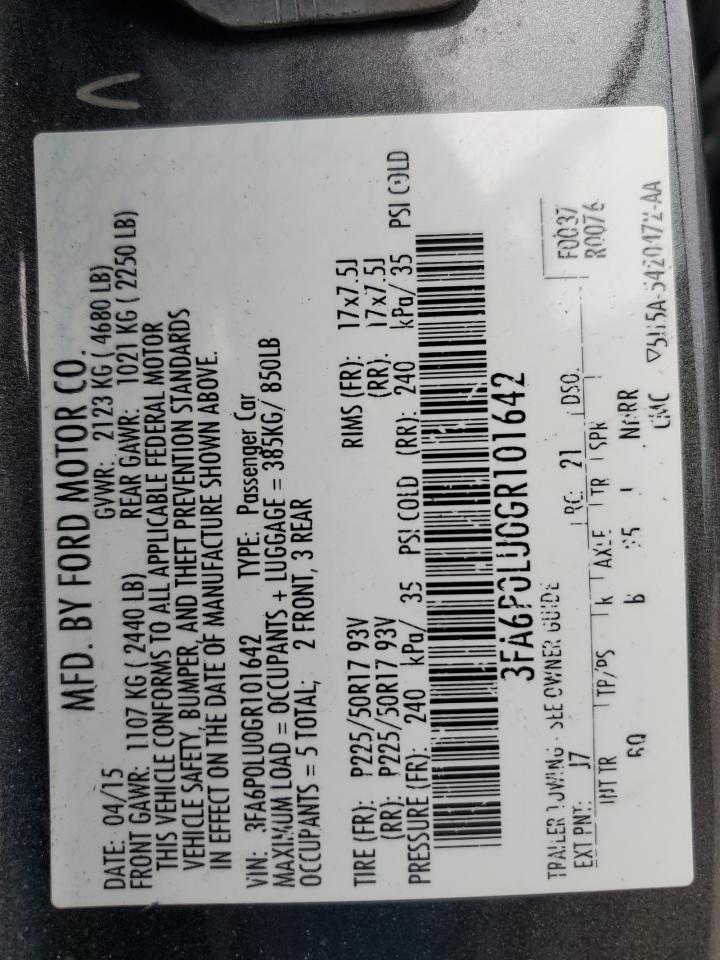 MFD. BY FORD MOTOR CO.
DATE: 04/15 GVWR: 2123 KG ( 4680 LB)
FRONT GAWR: 1107 KG ( 2440 LB) REAR GAWR: 1021 KG ( 2250 LB)
THIS VEHICLE CONFORMS TO ALL APPLICABLE FEDERAL MOTOR
VEHICLE SAFETY, BUMPER, AND THEFT PREVENTION STANDARDS
IN EFFECT ON THE DATE OF MANUFACTURE SHOWN ABOVE.
VIN: 3FA6P0LU0GR101642 TYPE: Passenger Car
MAXIMUM LOAD = OCCUPANTS + LUGGAGE = 385KG/ 850LB
OCCUPANTS = 5 TOTAL, 2 FRONT, 3 REAR
TIRE (FR): P225/50R17 93V RIMS (FR): 17x7.5J
(RR): P225/50R17 93V (RR): 17x7.5J
PRESSURE (FR): 240 kPa/ 35 PSI COLD (RR): 240 kPa/ 35 PSI COLD
3FA6P0LU0GR101642
F0037
R0076
TRAILER TOWING - SEE OWNER GUIDE
EXT PNT: J7 RC: 21 DSO:
INT TR TP/PS R AXLE TR SPR
6 NRRR